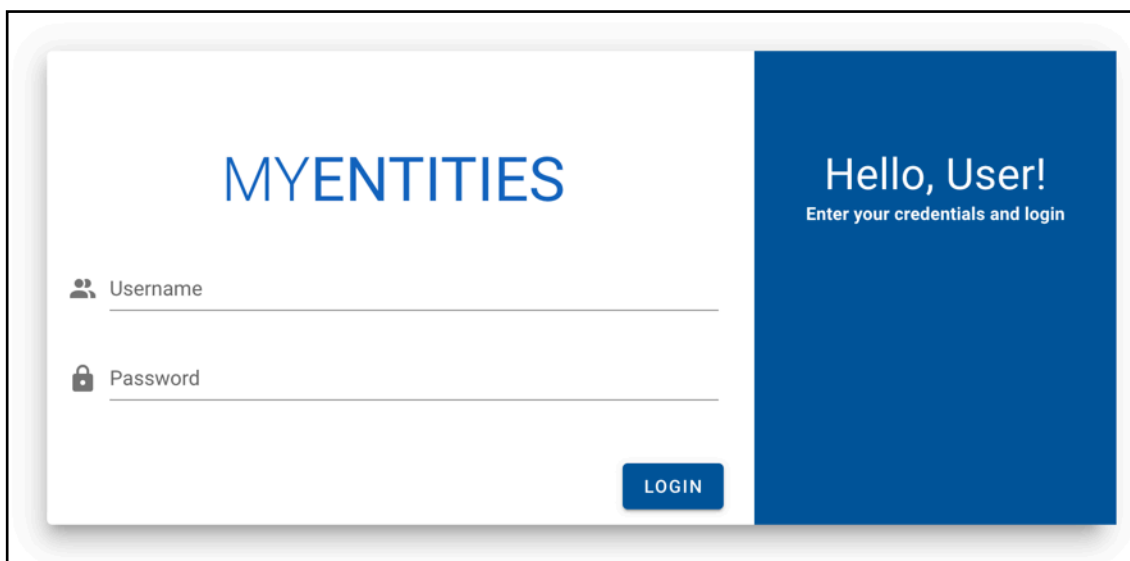 MYENTITIES
Username
Password
LOGIN
Hello, User!
Enter your credentials and login